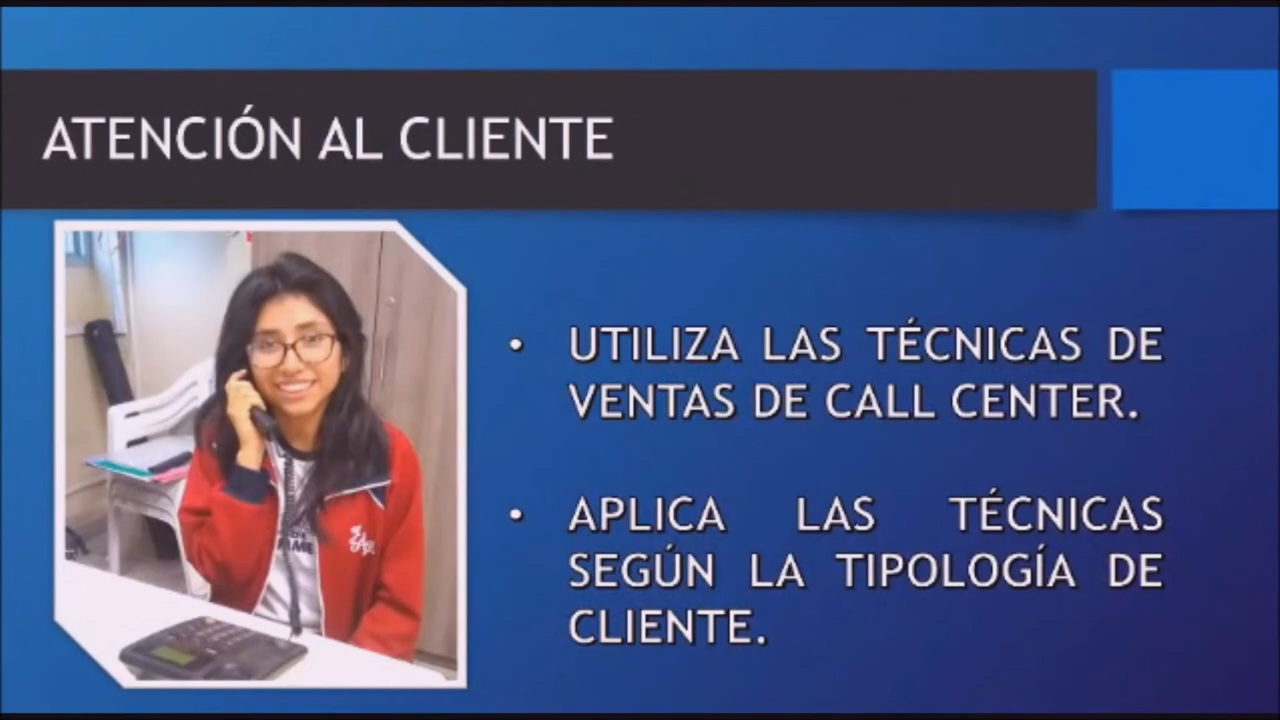 ATENCIÓN AL CLIENTE
• UTILIZA LAS TÉCNICAS DE
VENTAS DE CALL CENTER.
• APLICA LAS TÉCNICAS
SEGÚN LA TIPOLOGÍA DE
CLIENTE.